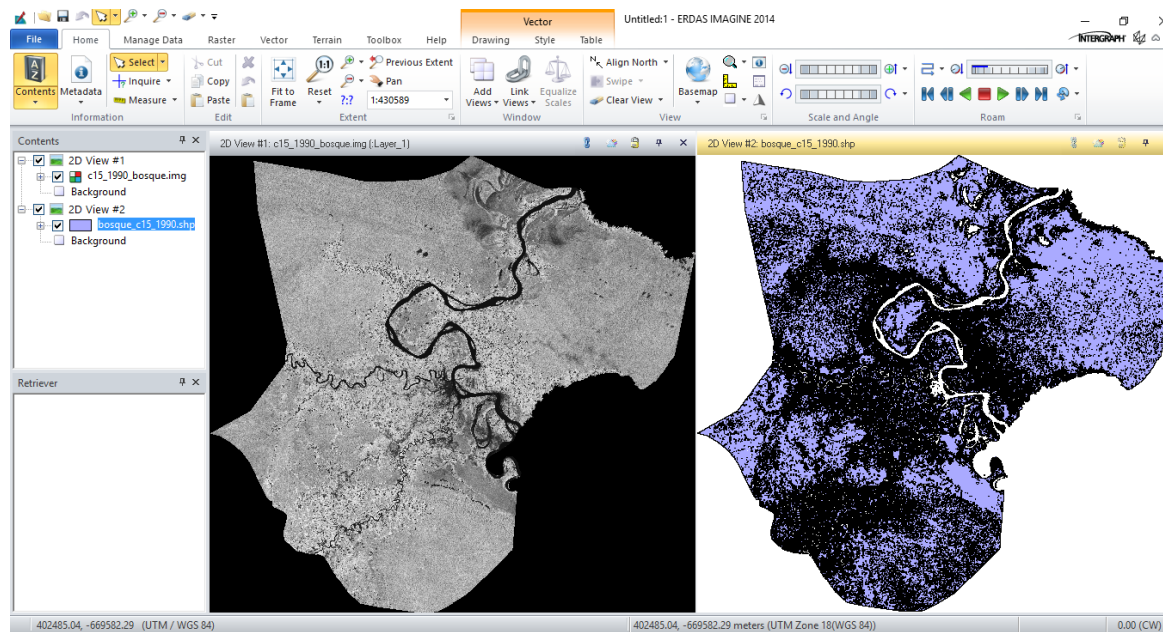 Vector
Untitled:1 - ERDAS IMAGINE 2014
File Home Manage Data Raster Vector Terrain Toolbox Help Drawing Style Table
INTERGRAPH
Contents Metadata Select Inquire Measure
Cut Copy Paste
Fit to Frame
1:1 Reset
Previous Extent
Pan
?:? 1:430589
Add Views Link Views Equalize Scales
Align North
Swipe
Clear View
Basemap
Information Edit Extent Window View Scale and Angle Roam
Contents
2D View #1: c15_1990_bosque.img (:Layer_1)
2D View #2: bosque_c15_1990.shp
2D View #1
c15_1990_bosque.img
Background
2D View #2
bosque_c15_1990.shp
Background
Retriever
402485.04, -669582.29 (UTM / WGS 84)
402485.04, -669582.29 meters (UTM Zone 18(WGS 84))
0.00 (CW)